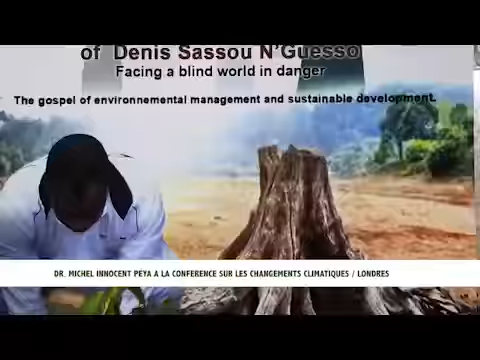 of Denis Sassou N'Guesso
Facing a blind world in danger
The gospel of environnemental management and sustainable development.
DR. MICHEL INNOCENT PEYA A LA CONFERENCE SUR LES CHANGEMENTS CLIMATIQUES / LONDRES